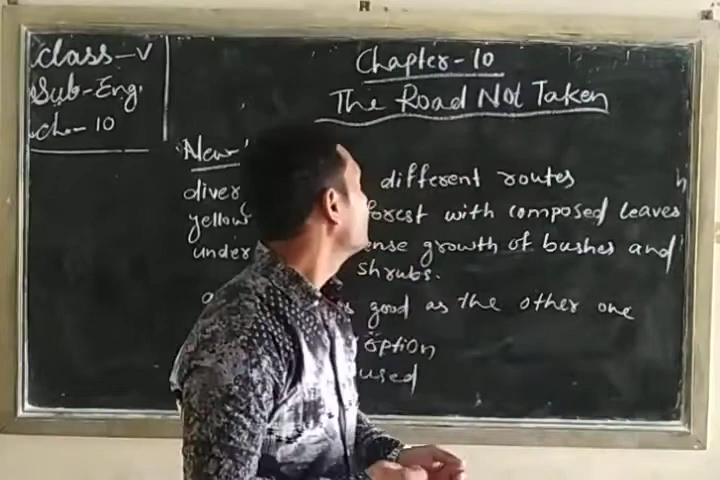 Class-V
Sub-Eng.
Ch-10
Chapter-10
The Road Not Taken
New
diver different routes
yellow forest with composed leaves
under ense growth of bushes and
shrubs.
good as the other one
option
used